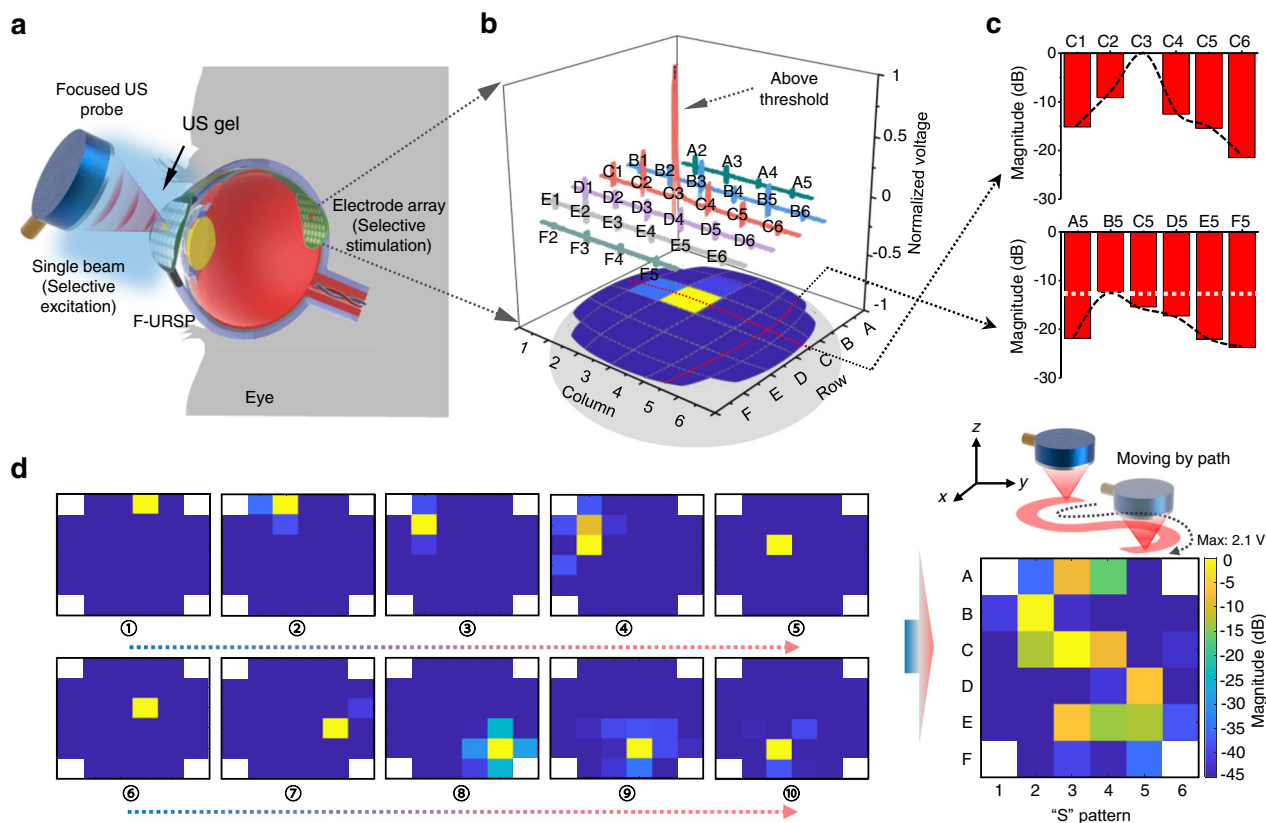 a
Focused US
probe
US gel
Electrode array
(Selective
stimulation)
Single beam
(Selective
excitation)
F-URSP
Eye
b
Above
threshold
A2
A3
A4
A5
B1
B2
B3
B4
B5
B6
C1
C2
C3
C4
C5
C6
D1
D2
D3
D4
D5
D6
E1
E2
E3
E4
E5
E6
F2
F3
F4
F5
1
0.5
0
-0.5
-1
Normalized voltage
1 2 3 4 5 6
Column
F E D C B A
Row
c
C1 C2 C3 C4 C5 C6
0
-10
-20
-30
Magnitude (dB)
A5 B5 C5 D5 E5 F5
0
-10
-20
-30
Magnitude (dB)
d
① ② ③ ④ ⑤
⑥ ⑦ ⑧ ⑨ ⑩
z
x
y
Moving by path
Max: 2.1 V
A
B
C
D
E
F
1 2 3 4 5 6
"S" pattern
0
-5
-10
-15
-20
-25
-30
-35
-40
-45
Magnitude (dB)